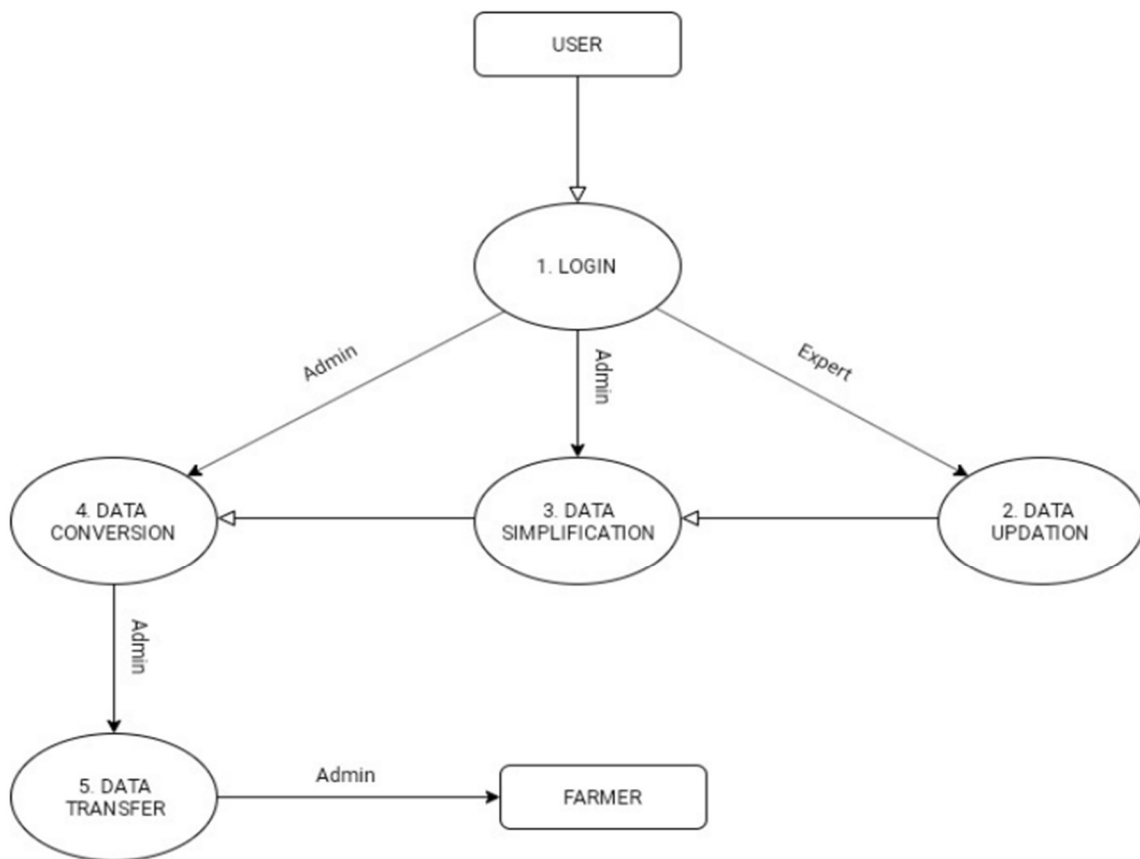 USER
1. LOGIN
Admin
Admin
Expert
4. DATA
CONVERSION
3. DATA
SIMPLIFICATION
2. DATA
UPDATION
Admin
5. DATA
TRANSFER
Admin
FARMER